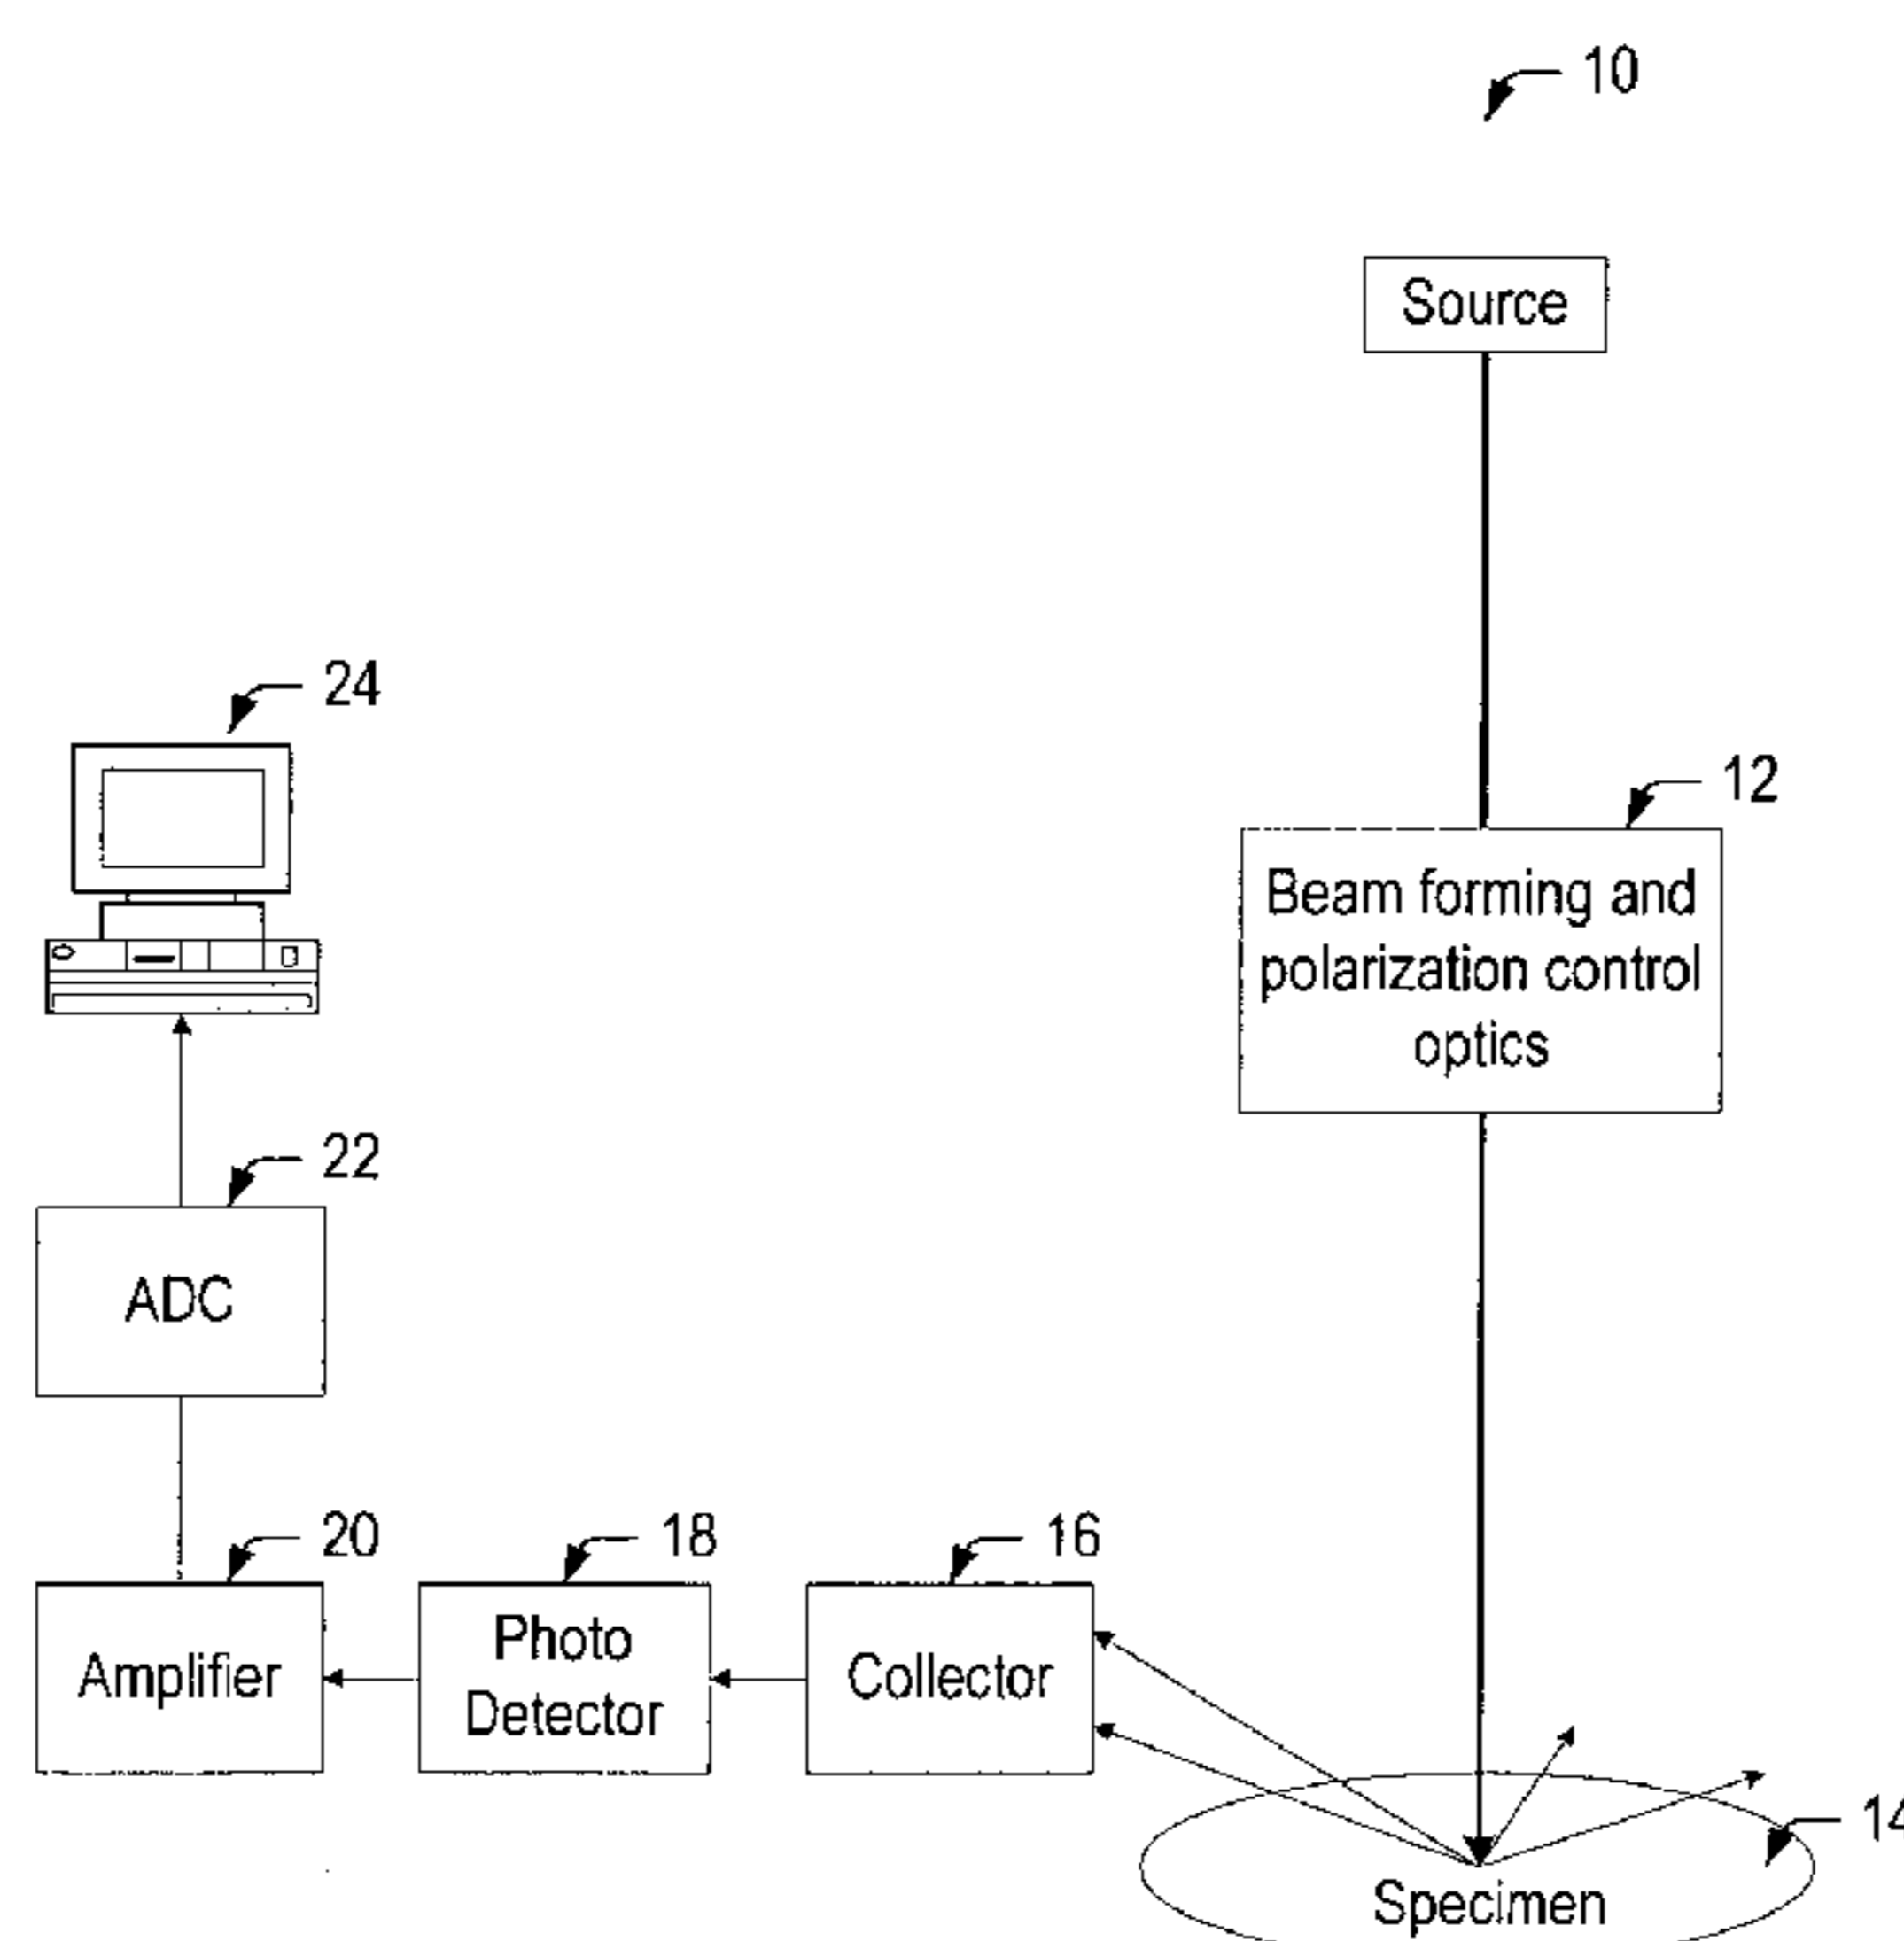 10
Source
24
12
Beam forming and
polarization control
optics
22
ADC
20
18
16
Amplifier
Photo
Detector
Collector
14
Specimen